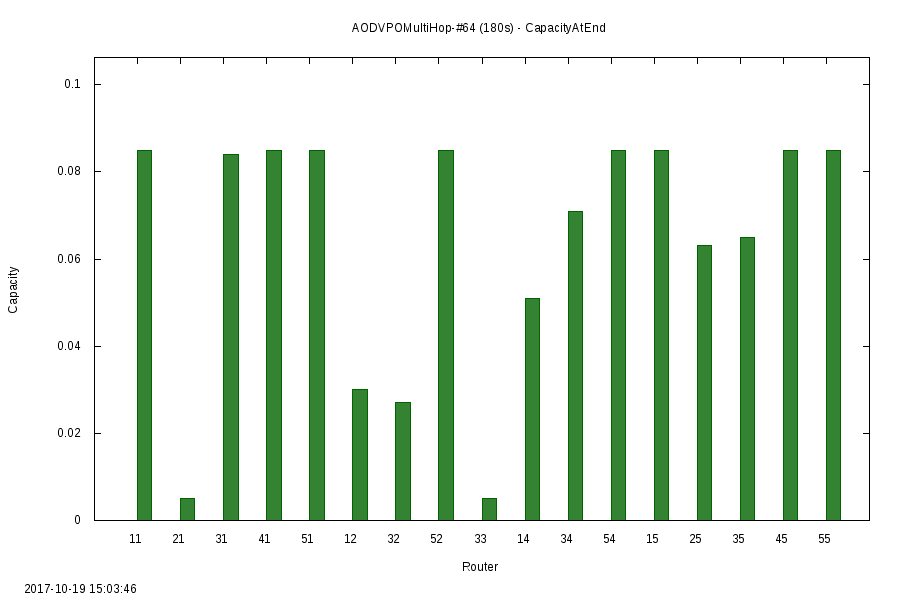 AODVPOMultiHop-#64 (180s) - CapacityAtEnd
0.1
0.08
0.06
0.04
0.02
0
Capacity
11 21 31 41 51 12 32 52 33 14 34 54 15 25 35 45 55
Router
2017-10-19 15:03:46